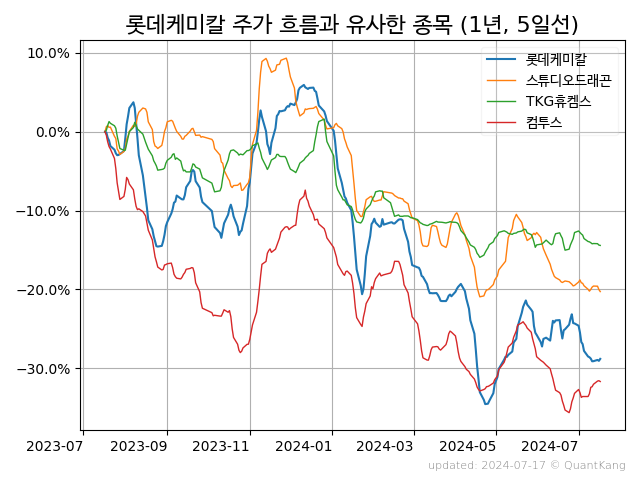 롯데케미칼 주가 흐름과 유사한 종목 (1년, 5일선)
롯데케미칼
스튜디오드래곤
TKG휴켐스
컴투스
10.0%
0.0%
−10.0%
−20.0%
−30.0%
2023-07 2023-09 2023-11 2024-01 2024-03 2024-05 2024-07
updated: 2024-07-17 © QuantKang